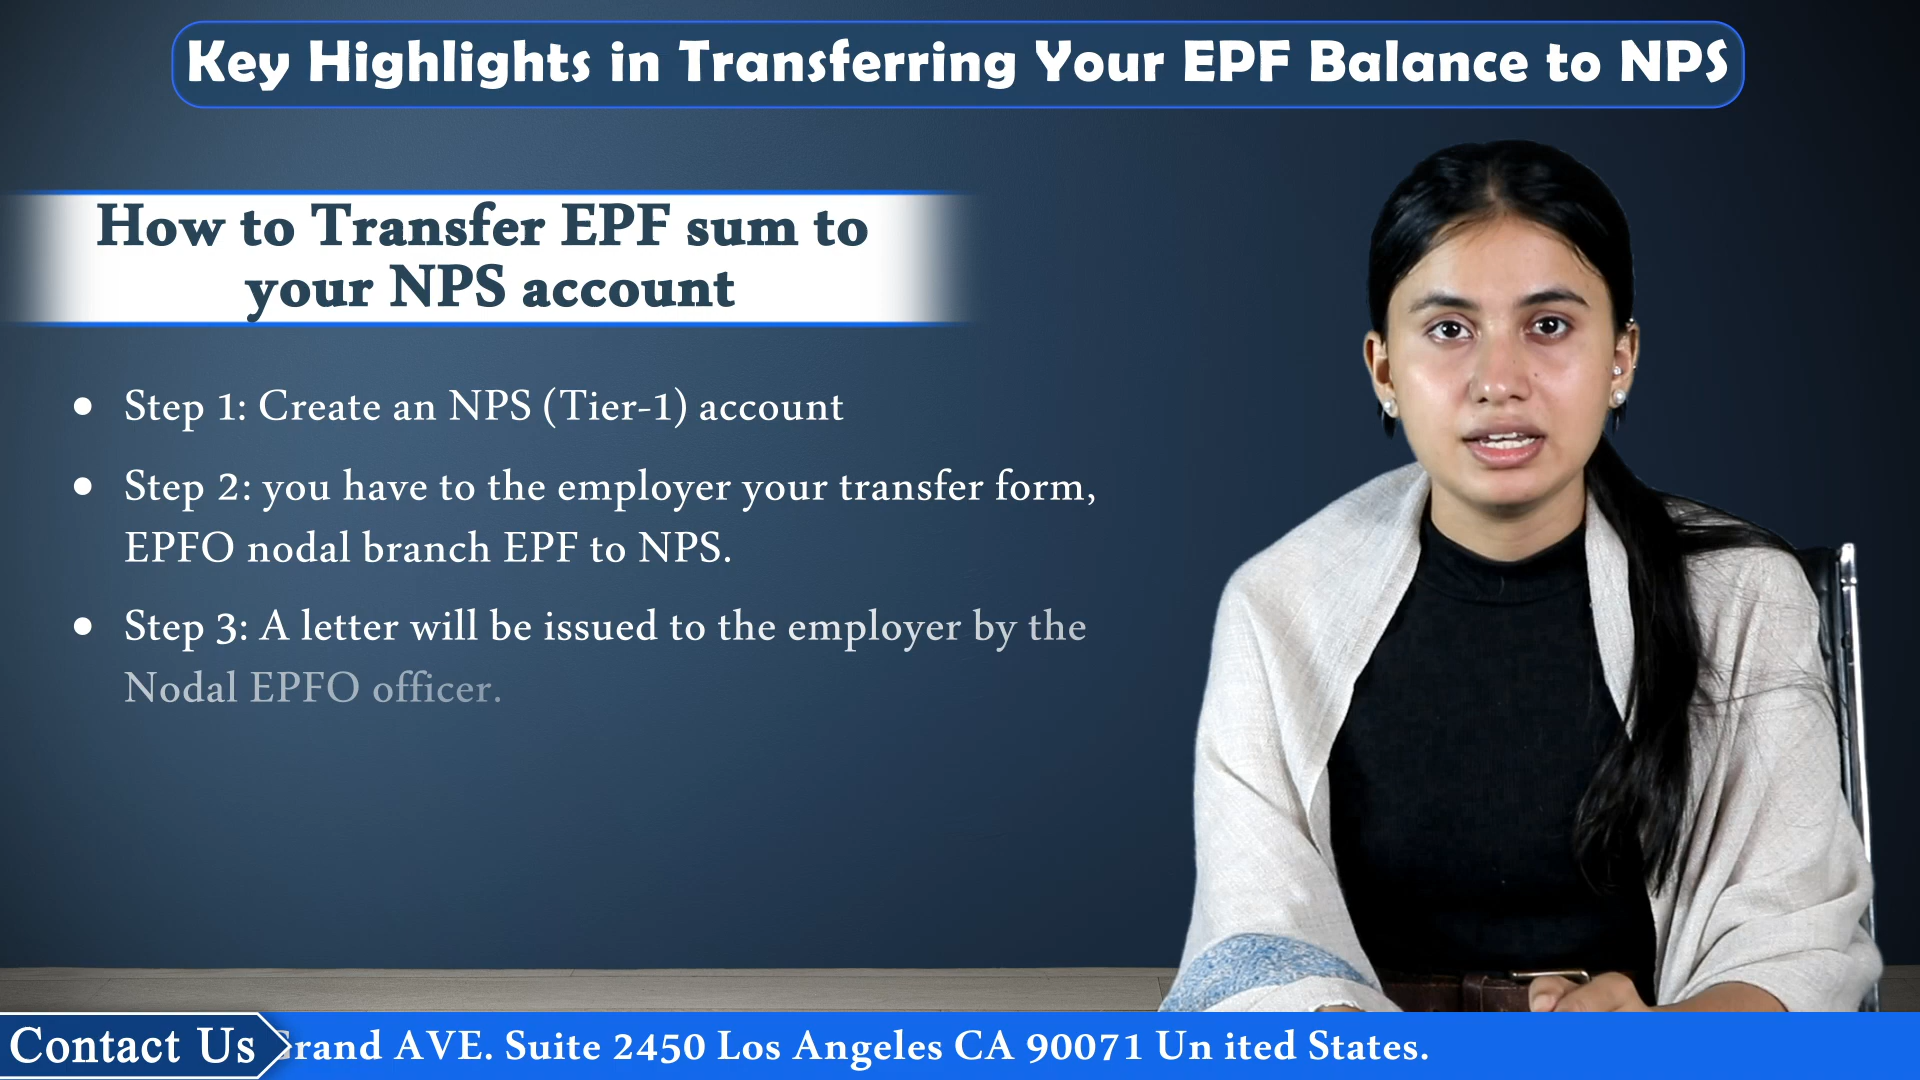 Key Highlights in Transferring Your EPF Balance to NPS
How to Transfer EPF sum to
your NPS account
Step 1: Create an NPS (Tier-1) account
Step 2: you have to the employer your transfer form,
EPFO nodal branch EPF to NPS.
Step 3: A letter will be issued to the employer by the
Nodal EPFO officer.
Contact Us
rand AVE. Suite 2450 Los Angeles CA 90071 Un ited States.